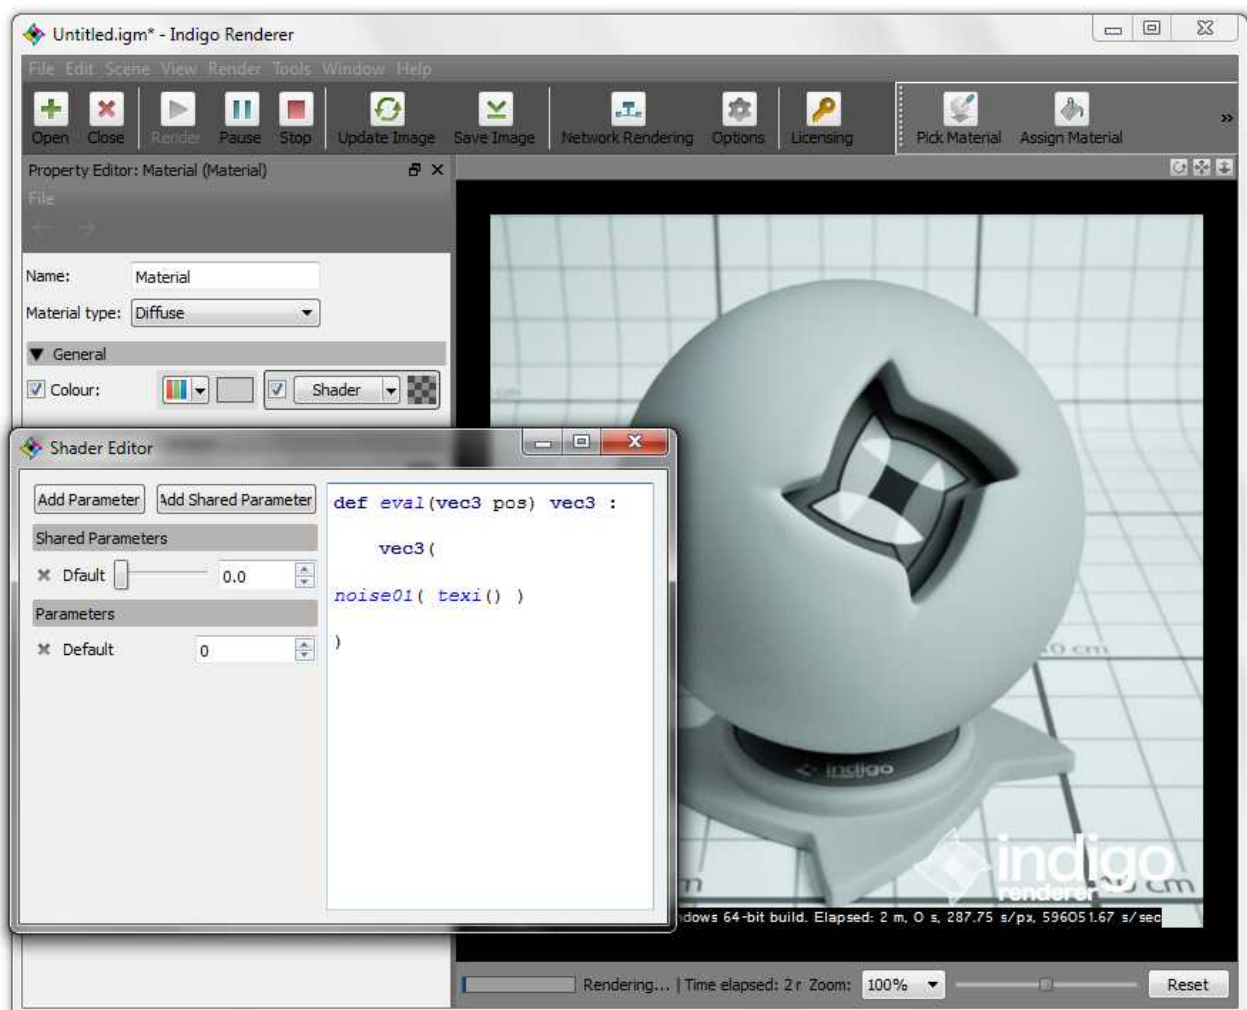 Untitled.igm* - Indigo Renderer
File Edit Scene View Render Tools Window Help
Open Close Render Pause Stop Update Image Save Image Network Rendering Options Licensing Pick Material Assign Material »
Property Editor: Material (Material)
File
Name: Material
Material type: Diffuse
General
Colour: Shader
Shader Editor
Add Parameter Add Shared Parameter
Shared Parameters
Dfault 0.0
Parameters
Default 0
def eval(vec3 pos) vec3 :
vec3(
noise01( texi() )
)
cm
indigo
indigo
renderer
cm
dows 64-bit build. Elapsed: 2 m, 0 s, 287.75 s/px, 596051.67 s/sec
Rendering... | Time elapsed: 2 r Zoom: 100% Reset